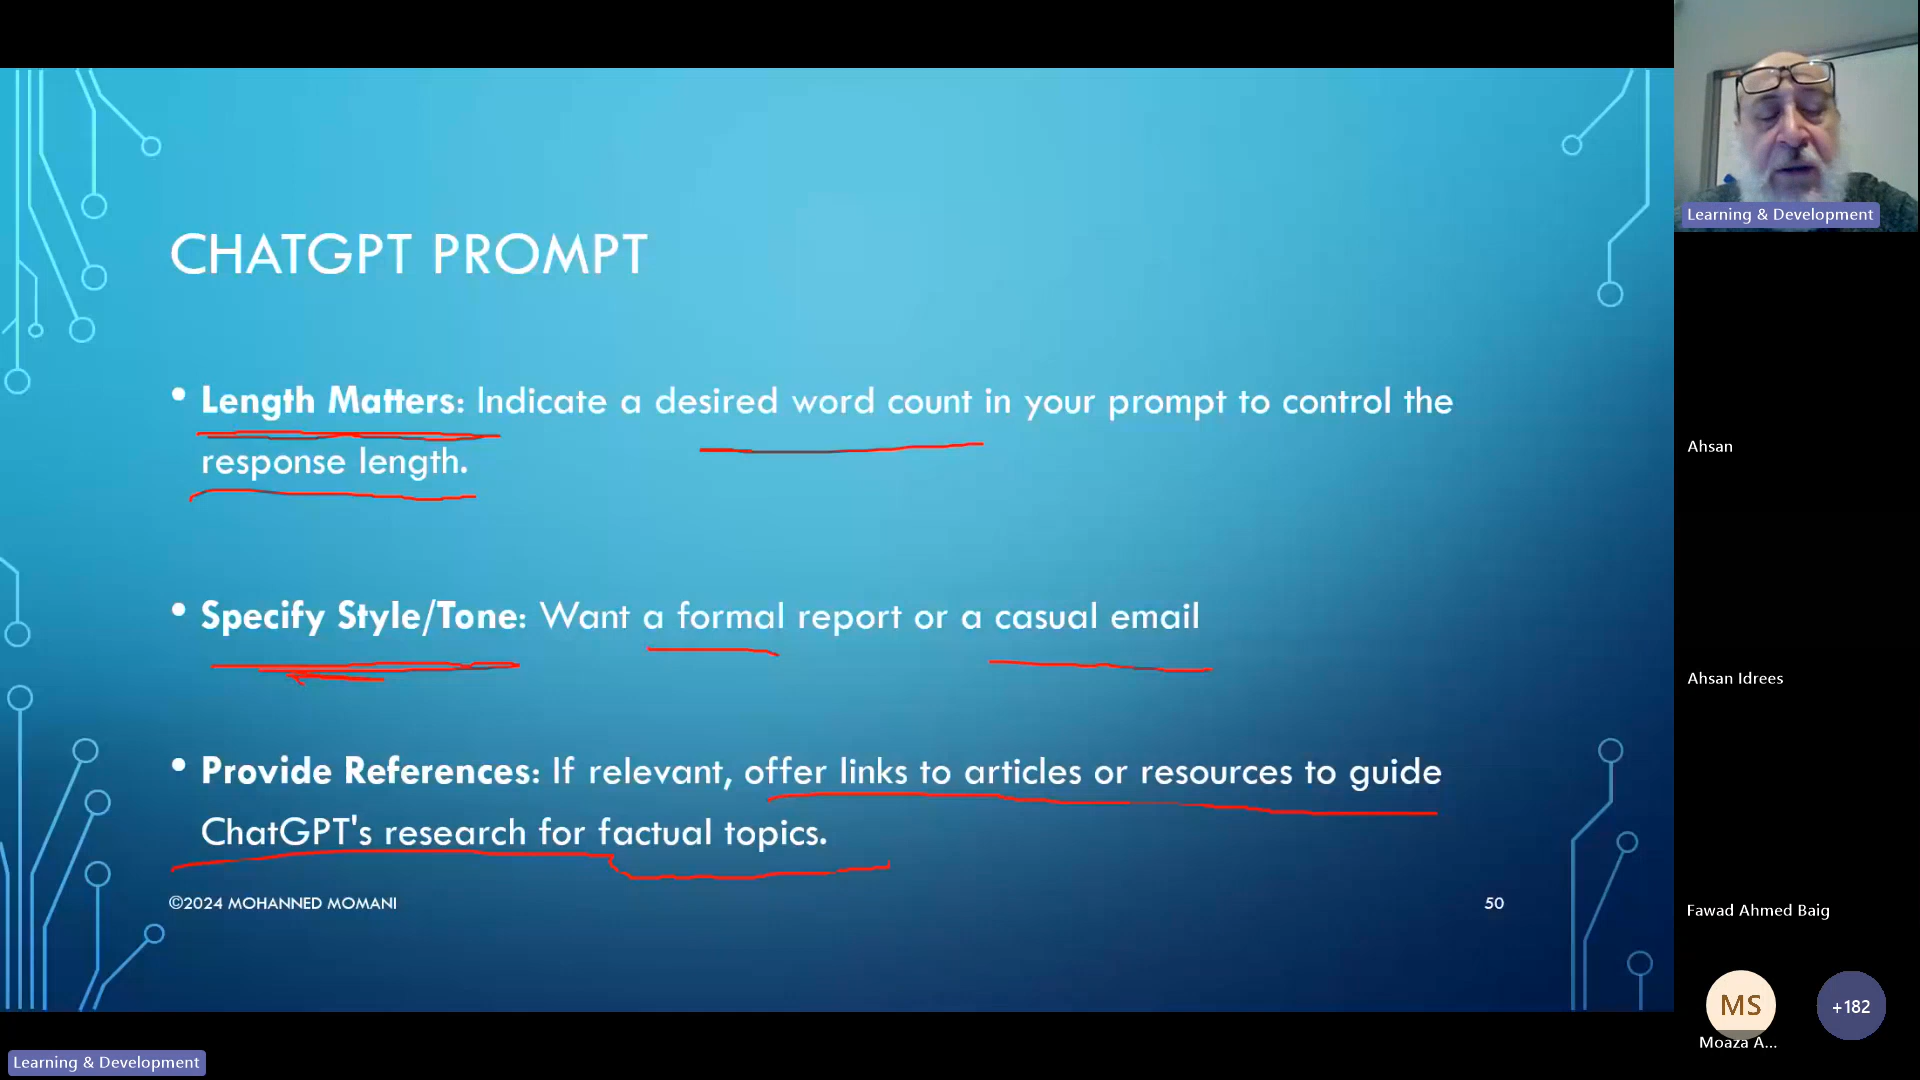 CHATGPT PROMPT
• Length Matters: Indicate a desired word count in your prompt to control the
response length.
• Specify Style/Tone: Want a formal report or a casual email
• Provide References: If relevant, offer links to articles or resources to guide
ChatGPT's research for factual topics.
©2024 MOHANNED MOMANI
50
Learning & Development
Learning & Development
Ahsan
Ahsan Idrees
Fawad Ahmed Baig
MS
+182
Moaza A...